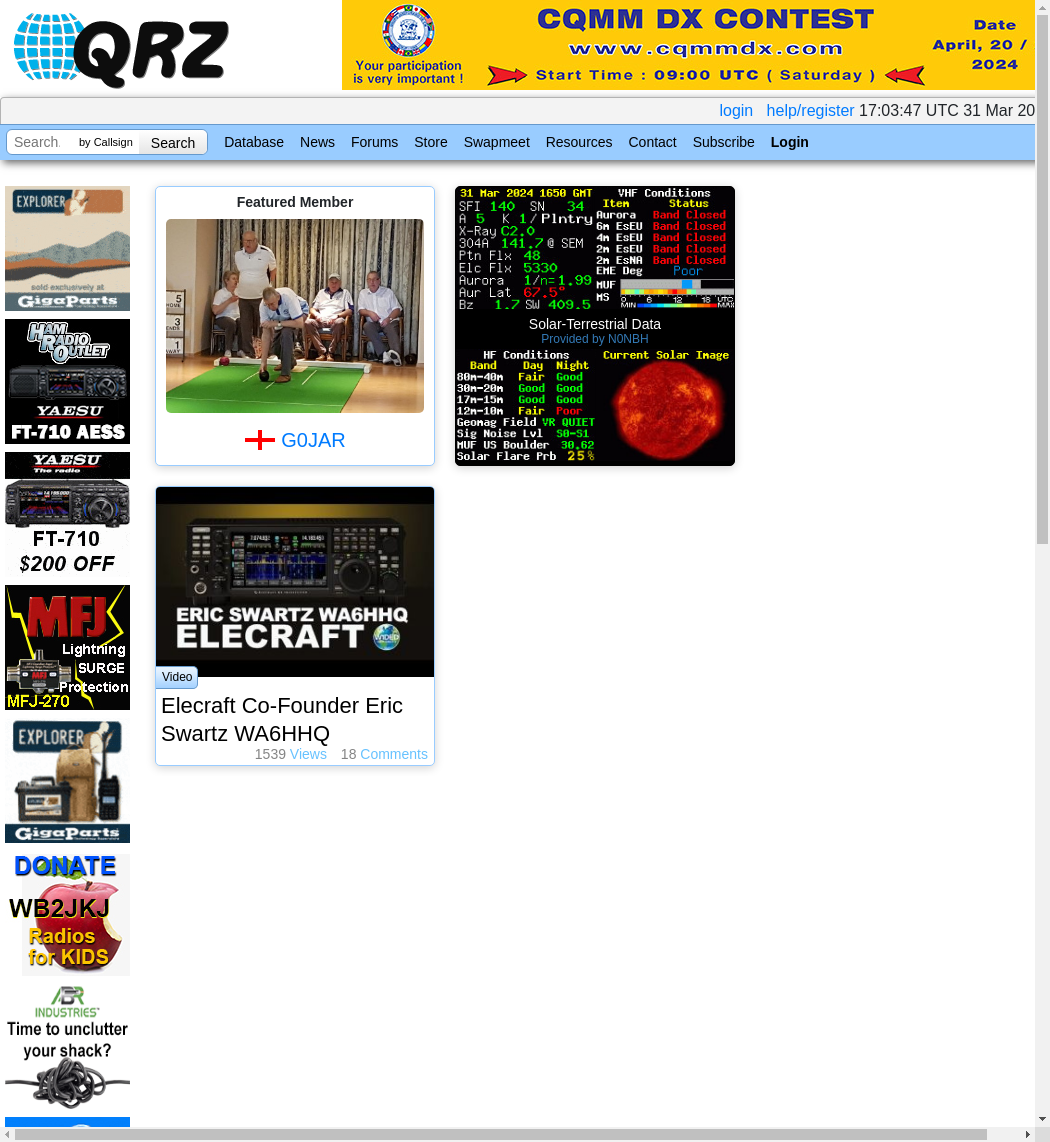 QRZ
CQMM DX CONTEST
www.cqmmdx.com
Your participation
is very important !
Start Time : 09:00 UTC ( Saturday )
Date
April, 20 /
2024
login help/register 17:03:47 UTC 31 Mar 20
Search by Callsign Search Database News Forums Store Swapmeet Resources Contact Subscribe Login
EXPLORER
sold exclusively at
GigaParts
HAM
RADIO
OUTLET
YAESU
FT-710 AESS
YAESU
The radio
FT-710
$200 OFF
MFJ
Lightning
SURGE
Protection
MFJ-270
EXPLORER
GigaParts
DONATE
WB2JKJ
Radios
for KIDS
ABR
INDUSTRIES
Time to unclutter
your shack?
Featured Member
5
HOME
3
ENDS
1
AWAY
G0JAR
31 Mar 2024 1650 GMT
SFI 140 SN 34
A 5 K 1 / Plntry
X-Ray C2.0
304A 141.7 @ SEM
Ptn Flx 48
Elc Flx 5330
Aurora 1/n=1.99
Aur Lat 67.5°
Bz 1.7 SW 409.5
VHF Conditions
Item Status
Aurora Band Closed
6m EsEU Band Closed
4m EsEU Band Closed
2m EsEU Band Closed
2m EsNA Band Closed
EME Deg Poor
MUF
MS
0 6 12 18 UTC
MIN MAX
Solar-Terrestrial Data
Provided by N0NBH
HF Conditions
Band Day Night
80m-40m Fair Good
30m-20m Good Good
17m-15m Good Good
12m-10m Fair Poor
Geomag Field VR QUIET
Sig Noise Lvl S0-S1
MUF US Boulder 30.62
Solar Flare Prb 25%
Current Solar Image
ERIC SWARTZ WA6HHQ
ELECRAFT
Video
Elecraft Co-Founder Eric
Swartz WA6HHQ
1539 Views 18 Comments